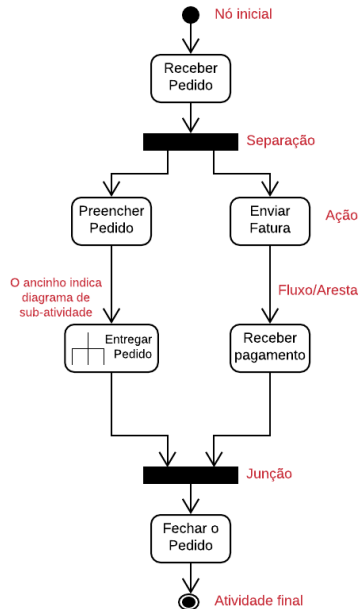 Nó inicial
Receber
Pedido
Separação
Preencher
Pedido
Enviar
Fatura
Ação
O ancinho indica
diagrama de
sub-atividade
Fluxo/Aresta
Entregar
Pedido
Receber
pagamento
Junção
Fechar o
Pedido
Atividade final